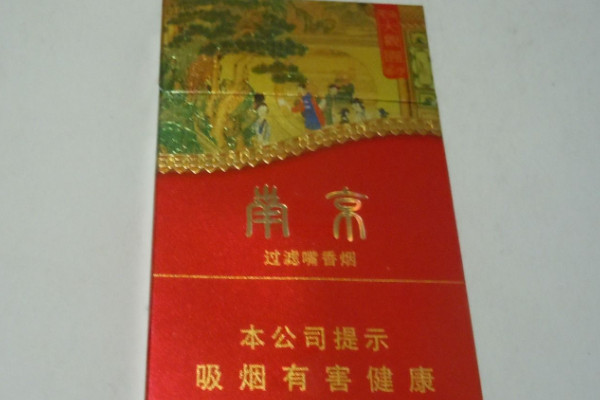 南京
过滤嘴香烟
本公司提示
吸烟有害健康